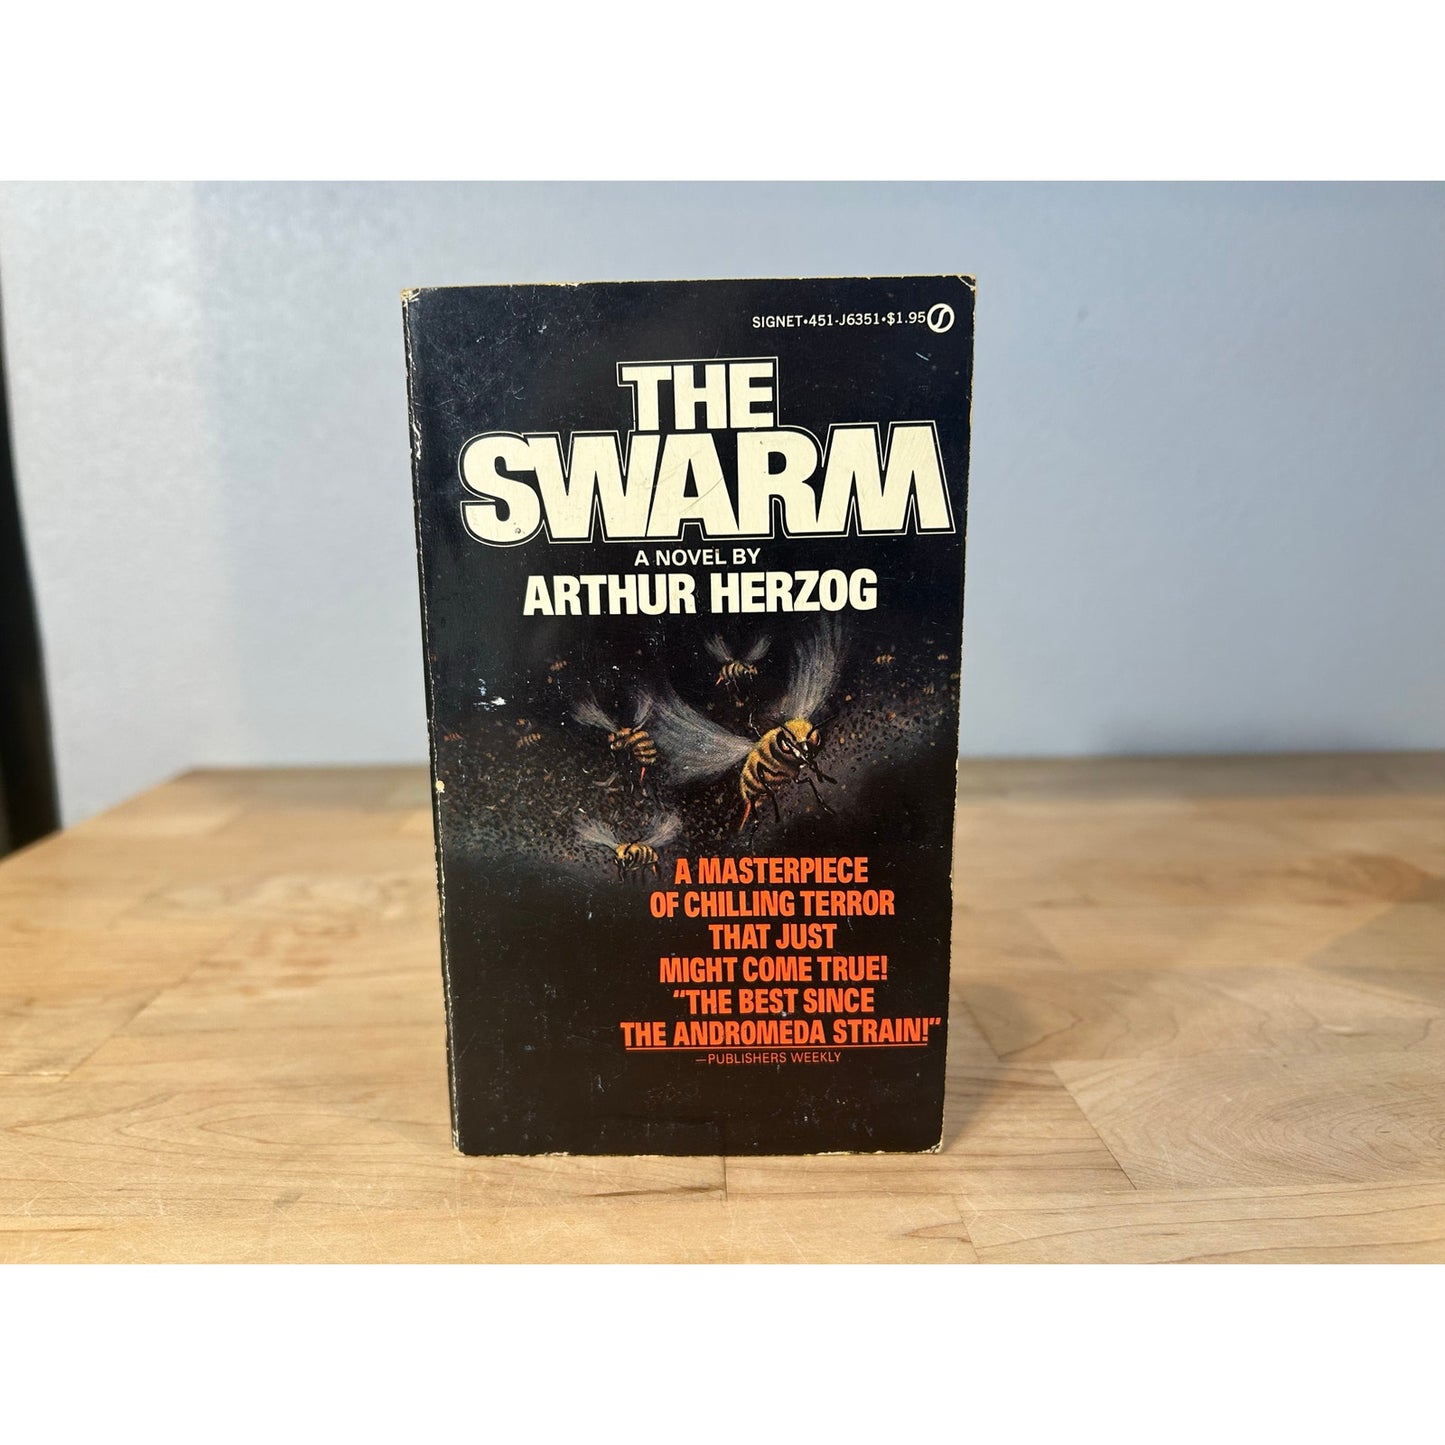 SIGNET•451-J6351•$1.95
THE
SWARM
A NOVEL BY
ARTHUR HERZOG
A MASTERPIECE
OF CHILLING TERROR
THAT JUST
MIGHT COME TRUE!
"THE BEST SINCE
THE ANDROMEDA STRAIN!"
—PUBLISHERS WEEKLY